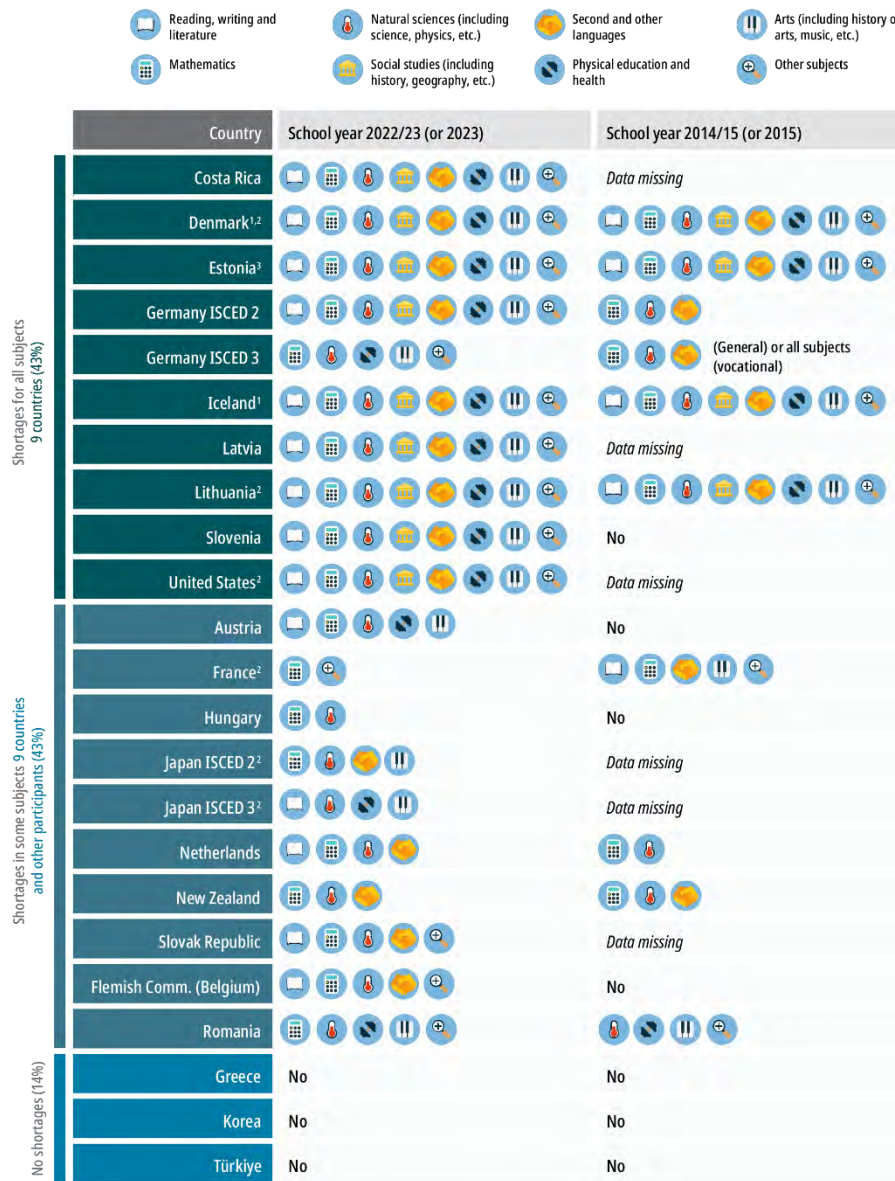 Reading, writing and literature
Natural sciences (including science, physics, etc.)
Second and other languages
Arts (including history o arts, music, etc.)
Mathematics
Social studies (including history, geography, etc.)
Physical education and health
Other subjects
Country
School year 2022/23 (or 2023)
School year 2014/15 (or 2015)
Shortages for all subjects
9 countries (43%)
Costa Rica
Data missing
Denmark1,2
Estonia3
Germany ISCED 2
Germany ISCED 3
(General) or all subjects
(vocational)
Iceland1
Latvia
Data missing
Lithuania2
Slovenia
No
United States2
Data missing
Shortages in some subjects 9 countries
and other participants (43%)
Austria
No
France2
Hungary
No
Japan ISCED 22
Data missing
Japan ISCED 32
Data missing
Netherlands
New Zealand
Slovak Republic
Data missing
Flemish Comm. (Belgium)
No
Romania
No shortages (14%)
Greece
No
No
Korea
No
No
Türkiye
No
No